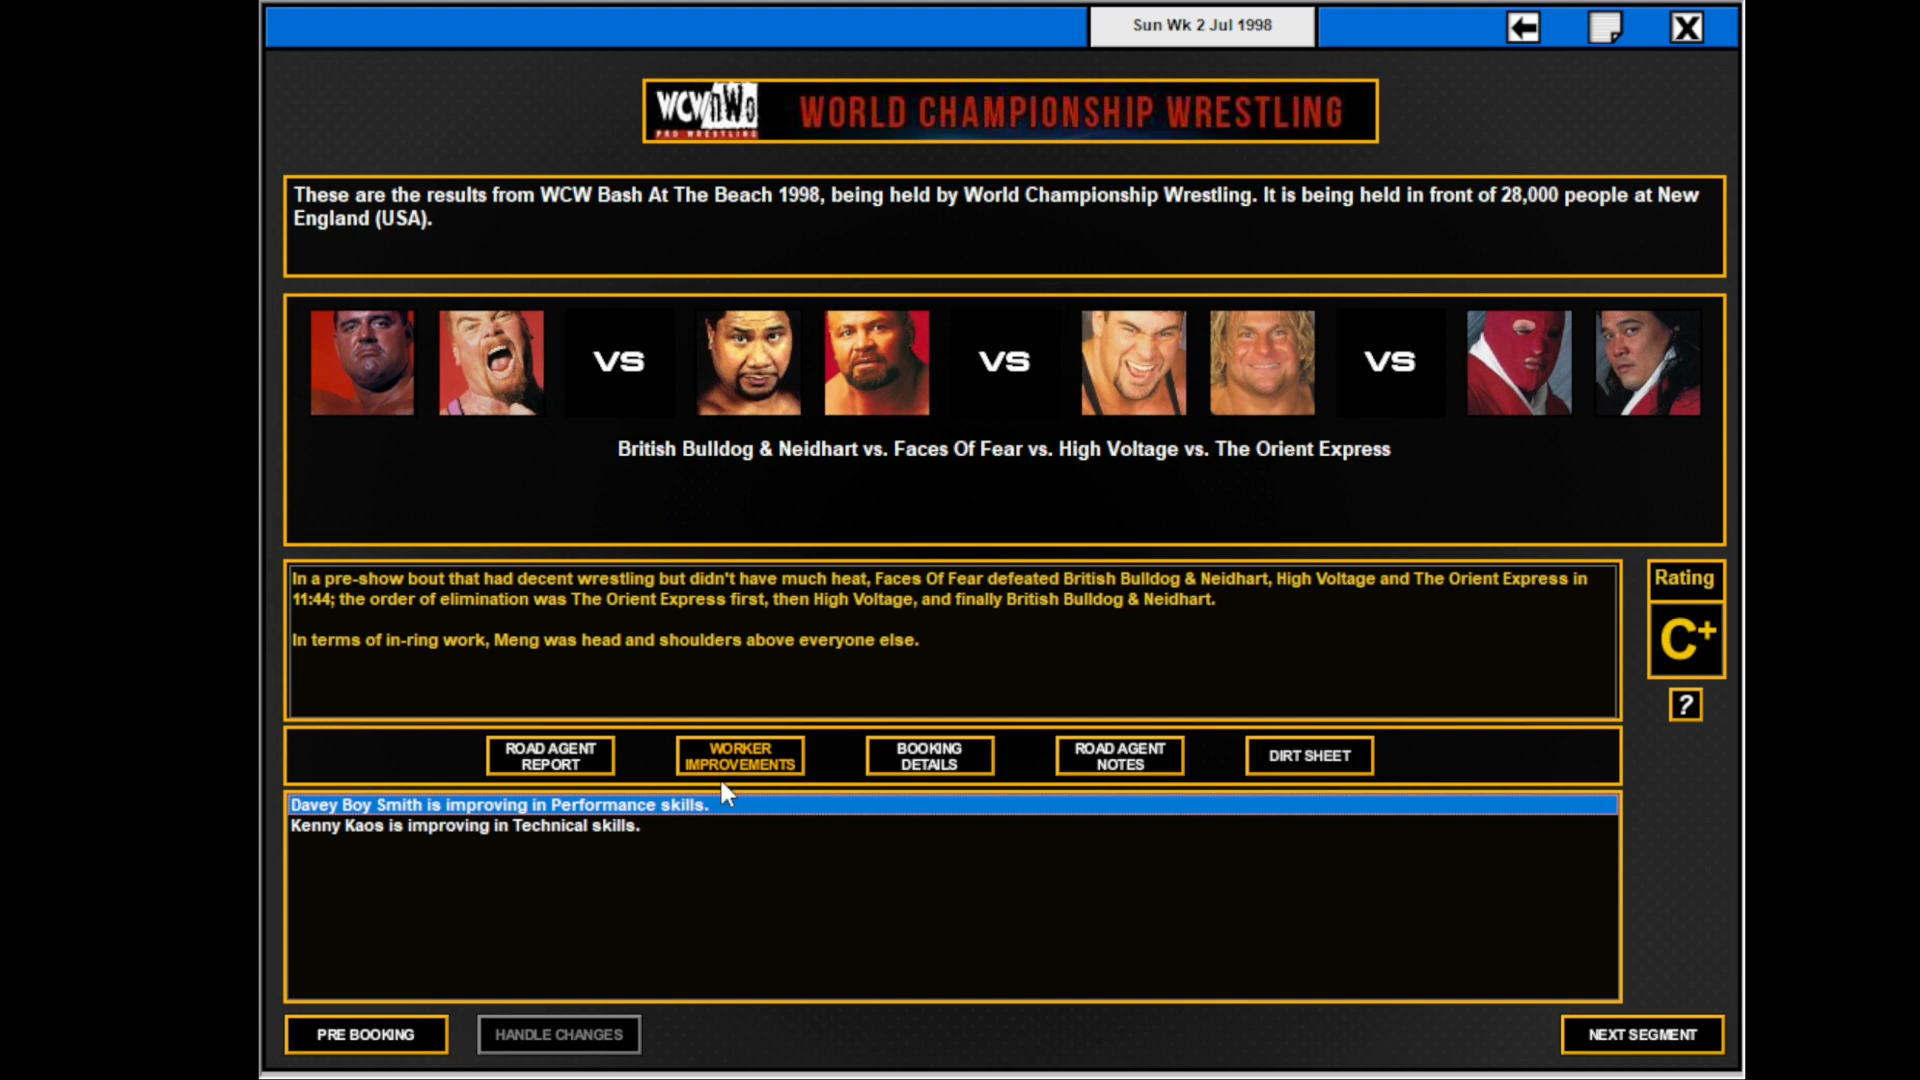 Sun Wk 2 Jul 1998
WCW nWo
PRO WRESTLING
WORLD CHAMPIONSHIP WRESTLING
These are the results from WCW Bash At The Beach 1998, being held by World Championship Wrestling. It is being held in front of 28,000 people at New
England (USA).
VS VS VS
British Bulldog & Neidhart vs. Faces Of Fear vs. High Voltage vs. The Orient Express
In a pre-show bout that had decent wrestling but didn't have much heat, Faces Of Fear defeated British Bulldog & Neidhart, High Voltage and The Orient Express in
11:44; the order of elimination was The Orient Express first, then High Voltage, and finally British Bulldog & Neidhart.
In terms of in-ring work, Meng was head and shoulders above everyone else.
Rating
C+
?
ROAD AGENT
REPORT
WORKER
IMPROVEMENTS
BOOKING
DETAILS
ROAD AGENT
NOTES
DIRT SHEET
Davey Boy Smith is improving in Performance skills.
Kenny Kaos is improving in Technical skills.
PRE BOOKING
HANDLE CHANGES
NEXT SEGMENT